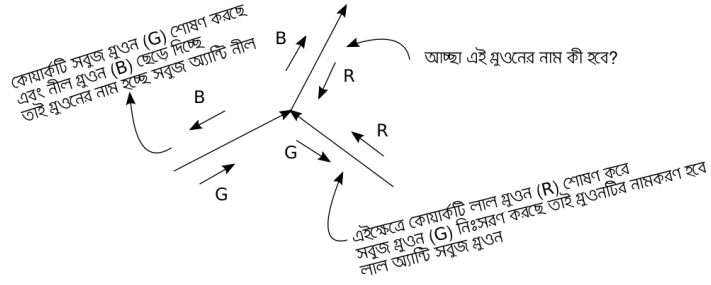 কোয়ার্কটি সবুজ গ্লুওন (G) শোষণ করছে
এবং নীল গ্লুওন (B) ছেড়ে দিচ্ছে
তাই গ্লুওনের নাম হচ্ছে সবুজ অ্যান্টি নীল
B
আচ্ছা এই গ্লুওনের নাম কী হবে?
R
B
R
G
G
এইক্ষেত্রে কোয়ার্কটি লাল গ্লুওন (R) শোষণ করে
সবুজ গ্লুওন (G) নিঃসরণ করছে তাই গ্লুওনটির নামকরণ হবে
লাল অ্যান্টি সবুজ গ্লুওন